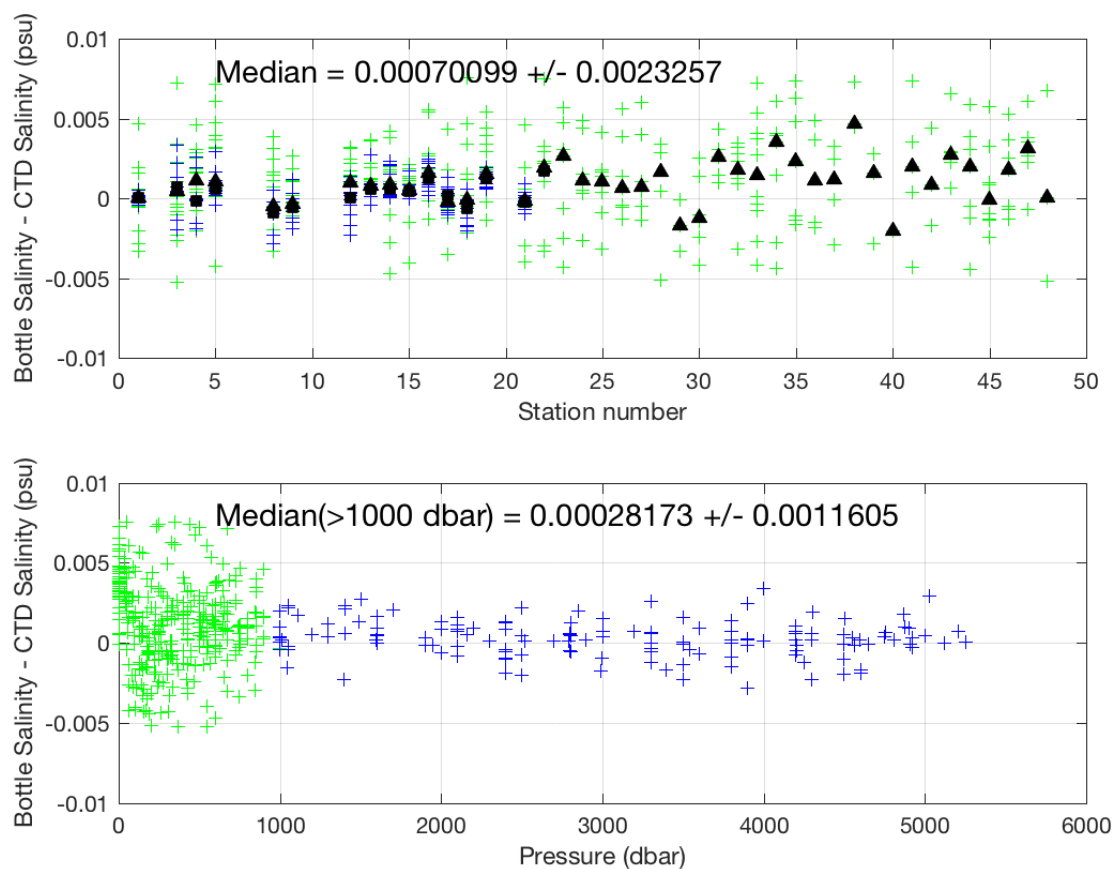 0.01
Median = 0.00070099 +/- 0.0023257
0.005
0
-0.005
-0.01
Bottle Salinity - CTD Salinity (psu)
0 5 10 15 20 25 30 35 40 45 50
Station number
0.01
Median(>1000 dbar) = 0.00028173 +/- 0.0011605
0.005
0
-0.005
-0.01
Bottle Salinity - CTD Salinity (psu)
0 1000 2000 3000 4000 5000 6000
Pressure (dbar)